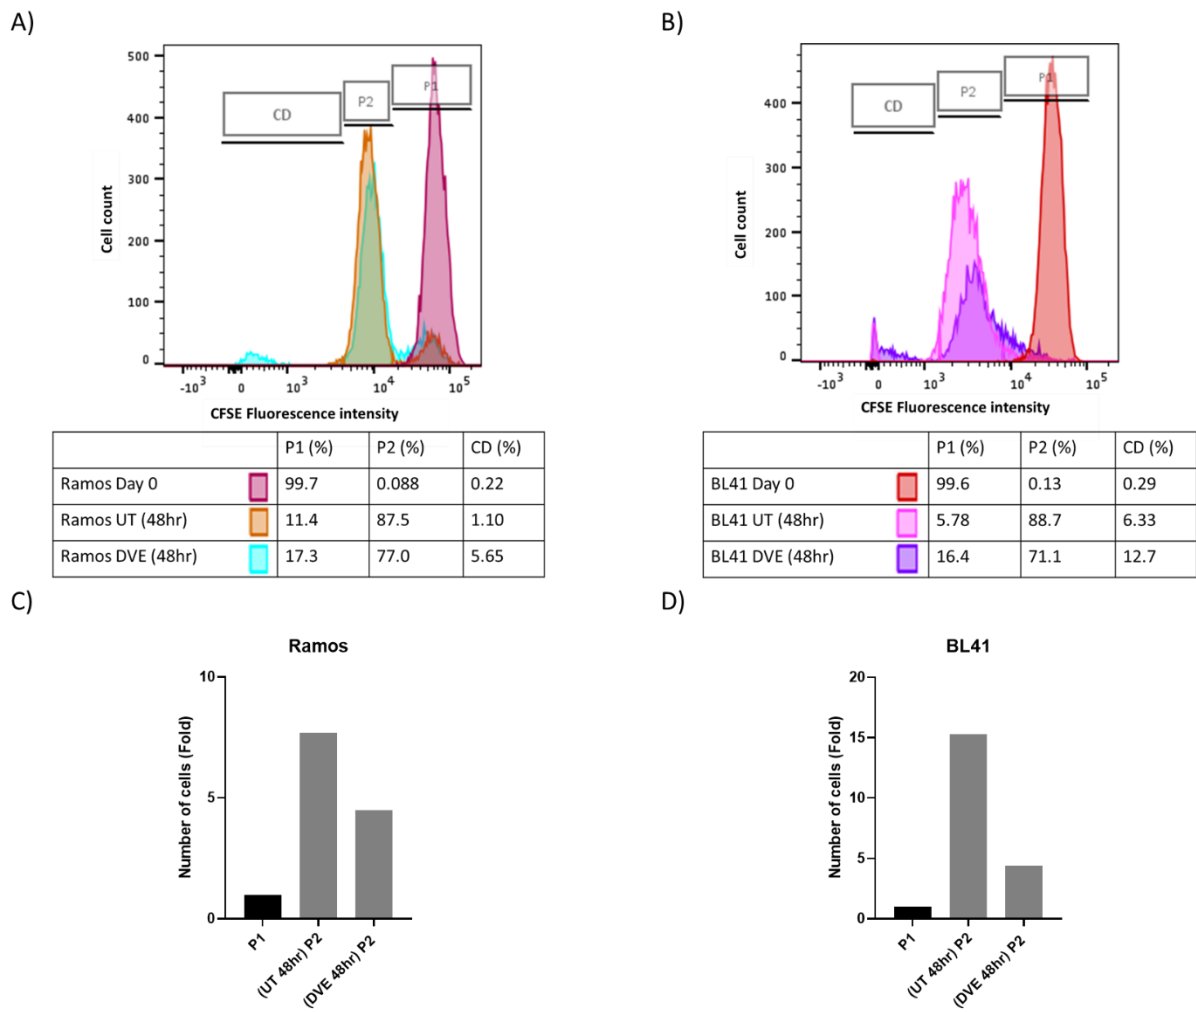 A)
B)
500
400
300
200
100
0
Cell count
CD
P2
P1
-10³ 0 10³ 10⁴ 10⁵
CFSE Fluorescence intensity
400
300
200
100
0
Cell count
CD
P2
P1
-10³ 0 10³ 10⁴ 10⁵
CFSE Fluorescence intensity
P1 (%) P2 (%) CD (%)
Ramos Day 0 99.7 0.088 0.22
Ramos UT (48hr) 11.4 87.5 1.10
Ramos DVE (48hr) 17.3 77.0 5.65
P1 (%) P2 (%) CD (%)
BL41 Day 0 99.6 0.13 0.29
BL41 UT (48hr) 5.78 88.7 6.33
BL41 DVE (48hr) 16.4 71.1 12.7
C)
D)
Ramos
10
5
0
Number of cells (Fold)
P1
(UT 48hr) P2
(DVE 48hr) P2
BL41
20
15
10
5
0
Number of cells (Fold)
P1
(UT 48hr) P2
(DVE 48hr) P2